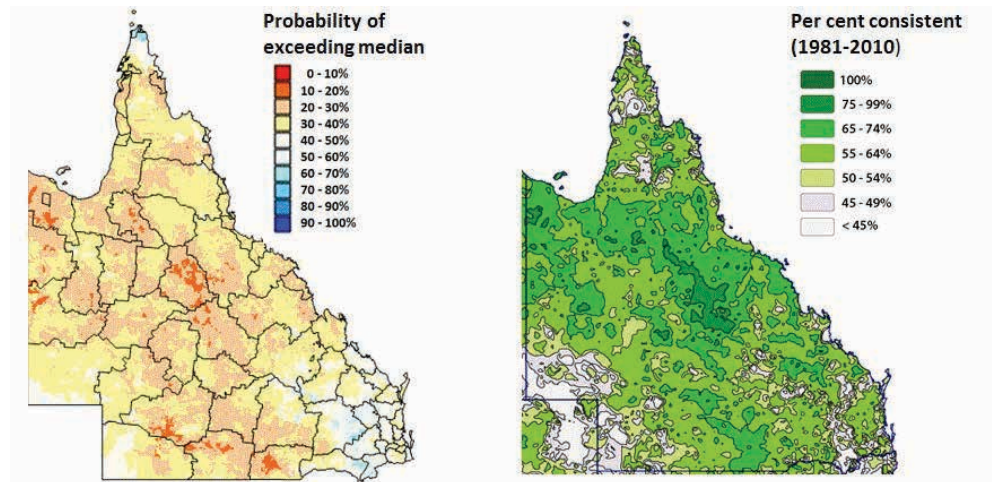 Probability of
exceeding median
0 - 10%
10 - 20%
20 - 30%
30 - 40%
40 - 50%
50 - 60%
60 - 70%
70 - 80%
80 - 90%
90 - 100%
Per cent consistent
(1981-2010)
100%
75 - 99%
65 - 74%
55 - 64%
50 - 54%
45 - 49%
< 45%